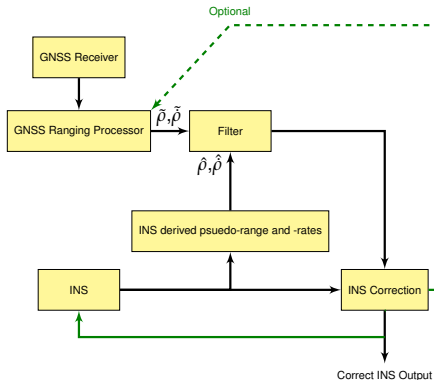 Optional
GNSS Receiver
GNSS Ranging Processor
ρ̃,ρ̃̇
Filter
ρ̂,ρ̂̇
INS derived psuedo-range and -rates
INS
INS Correction
Correct INS Output